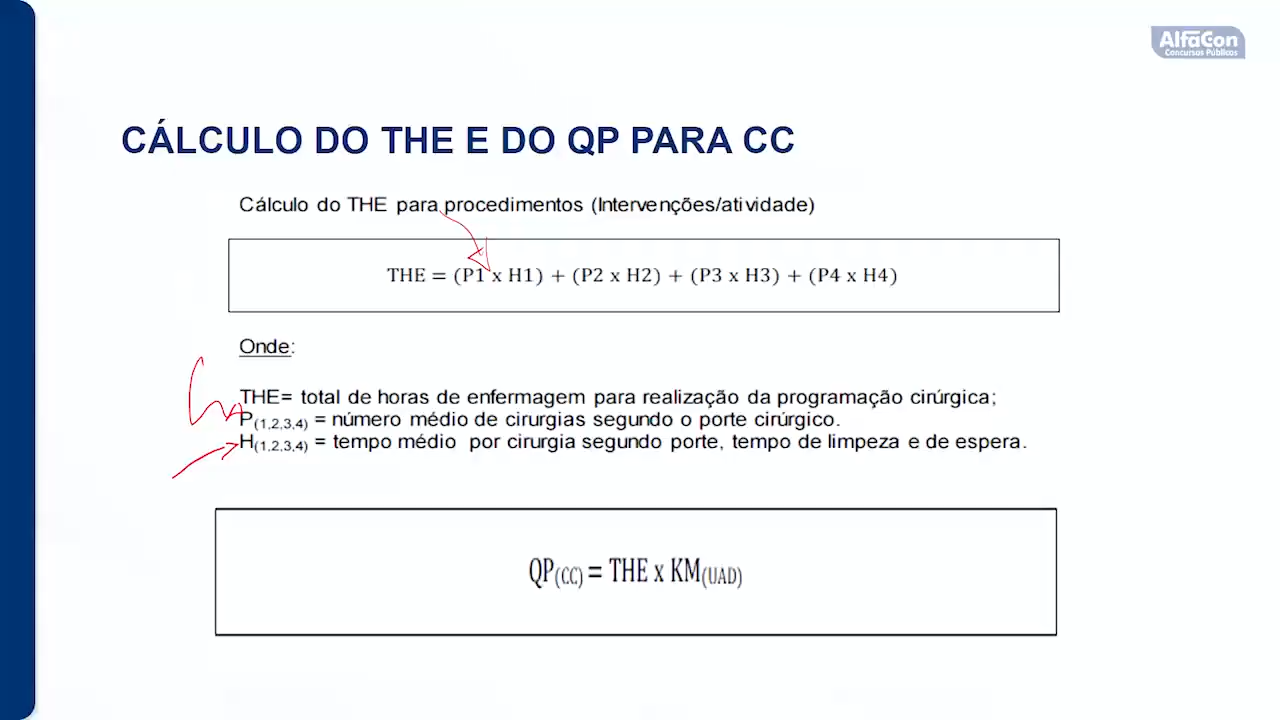 AlfaCon
Concursos Públicos
CÁLCULO DO THE E DO QP PARA CC
Cálculo do THE para procedimentos (Intervenções/atividade)
THE = (P1 x H1) + (P2 x H2) + (P3 x H3) + (P4 x H4)
Onde:
THE= total de horas de enfermagem para realização da programação cirúrgica;
P(1,2,3,4) = número médio de cirurgias segundo o porte cirúrgico.
H(1,2,3,4) = tempo médio por cirurgia segundo porte, tempo de limpeza e de espera.
QP(CC) = THE x KM(UAD)